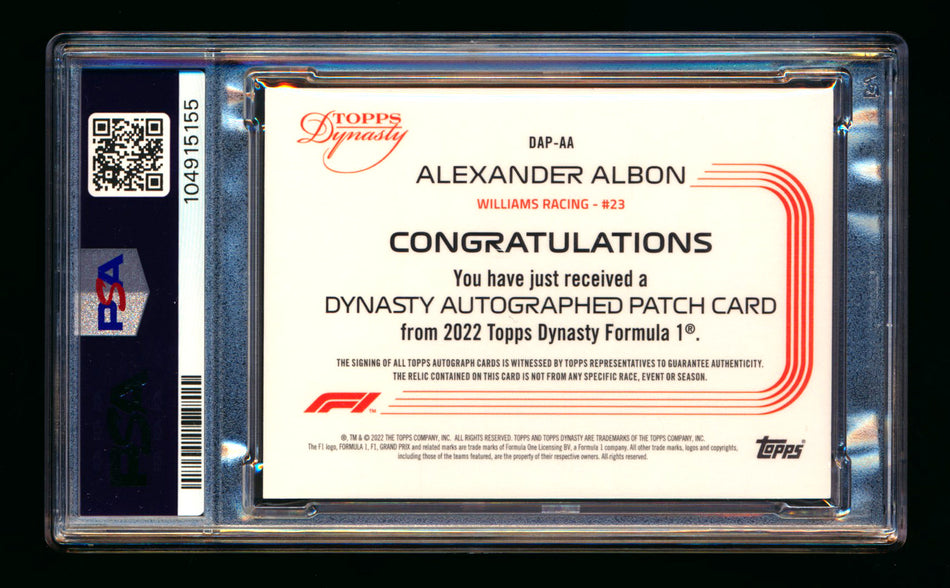 104915155
PSA
PSA
TOPPS
Dynasty
DAP-AA
ALEXANDER ALBON
WILLIAMS RACING - #23
CONGRATULATIONS
You have just received a
DYNASTY AUTOGRAPHED PATCH CARD
from 2022 Topps Dynasty Formula 1®.
THE SIGNING OF ALL TOPPS AUTOGRAPH CARDS IS WITNESSED BY TOPPS REPRESENTATIVES TO GUARANTEE AUTHENTICITY.
THE RELIC CONTAINED ON THIS CARD IS NOT FROM ANY SPECIFIC RACE, EVENT OR SEASON.
F1™
®, TM & © 2022 THE TOPPS COMPANY, INC. ALL RIGHTS RESERVED. TOPPS AND TOPPS DYNASTY ARE TRADEMARKS OF THE TOPPS COMPANY, INC.
The F1 logo, FORMULA 1, F1, GRAND PRIX and related marks are trade marks of Formula One Licensing BV, a Formula 1 company. All other trade marks, logos and copyrights,
including those of the teams featured, are the property of their respective owners. All rights reserved.
topps®